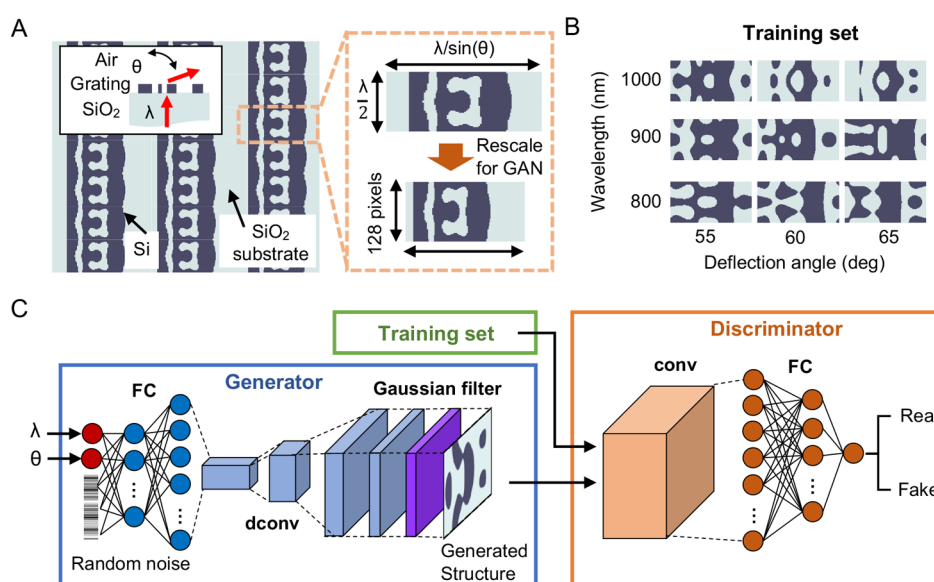 A
Air
θ
Grating
SiO2
λ
Si
SiO2
substrate
λ/sin(θ)
λ
2
Rescale
for GAN
128 pixels
B
Training set
Wavelength (nm)
1000
900
800
55 60 65
Deflection angle (deg)
C
Training set
Generator
FC
Gaussian filter
λ
θ
dconv
Random noise
Generated
Structure
Discriminator
conv
FC
Rea
Fake